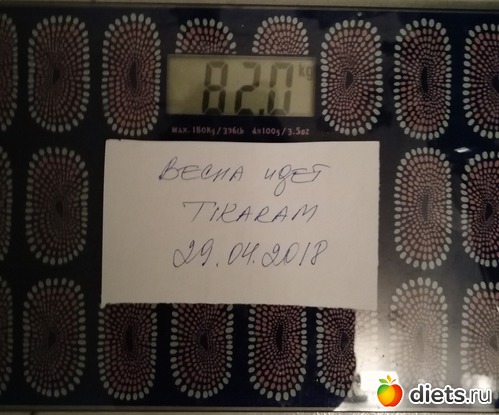 82.0 kg
Max. 180Kg/396Lb d=100g/3.5oz
ВЕСНА ИДЕТ
TIKARAM
29.04.2018
diets.ru